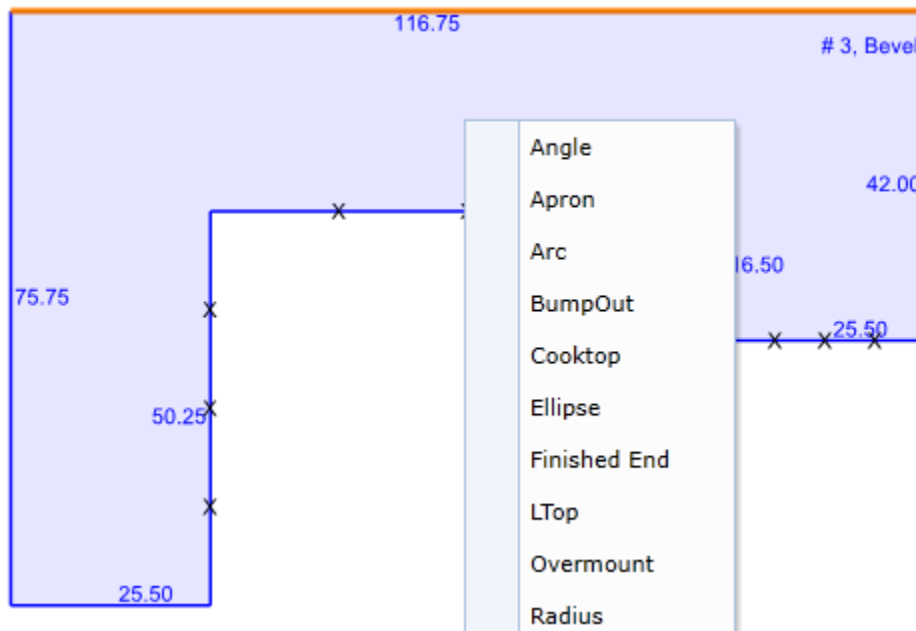 116.75
# 3, Bevel
Angle
42.00
Apron
Arc
16.50
75.75
BumpOut
25.50
Cooktop
50.25
Ellipse
Finished End
LTop
Overmount
25.50
Radius